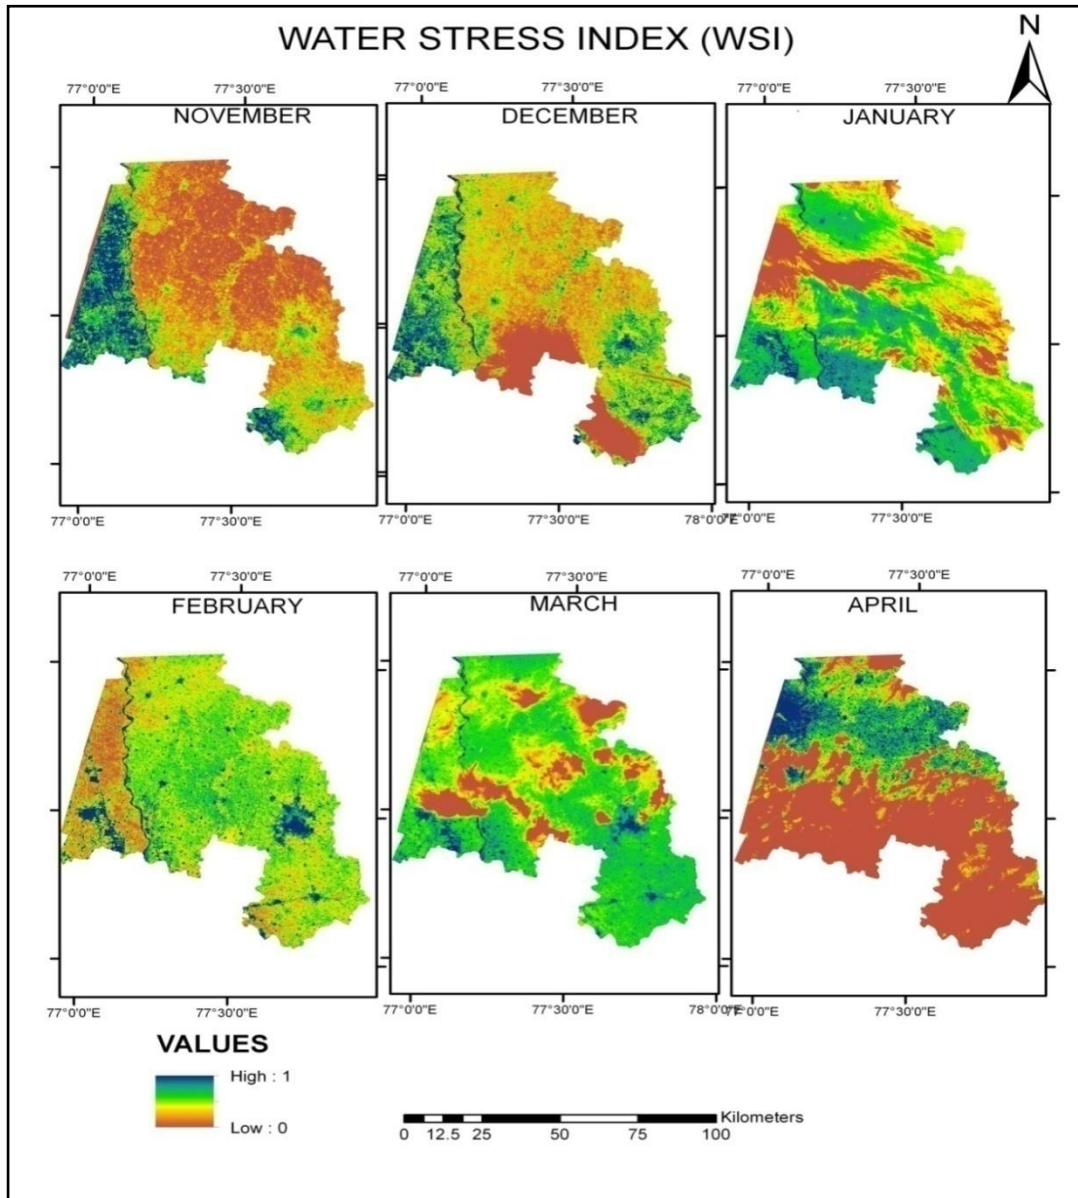 WATER STRESS INDEX (WSI)
N
77°0'0"E 77°30'0"E 77°0'0"E 77°30'0"E 77°0'0"E 77°30'0"E
NOVEMBER DECEMBER JANUARY
77°0'0"E 77°30'0"E 77°0'0"E 77°30'0"E 78°0'0"E 77°0'0"E 77°30'0"E
77°0'0"E 77°30'0"E 77°0'0"E 77°30'0"E 77°0'0"E 77°30'0"E
FEBRUARY MARCH APRIL
77°0'0"E 77°30'0"E 77°0'0"E 77°30'0"E 78°0'0"E 77°0'0"E 77°30'0"E
VALUES
High : 1
Low : 0
Kilometers
0 12.5 25 50 75 100